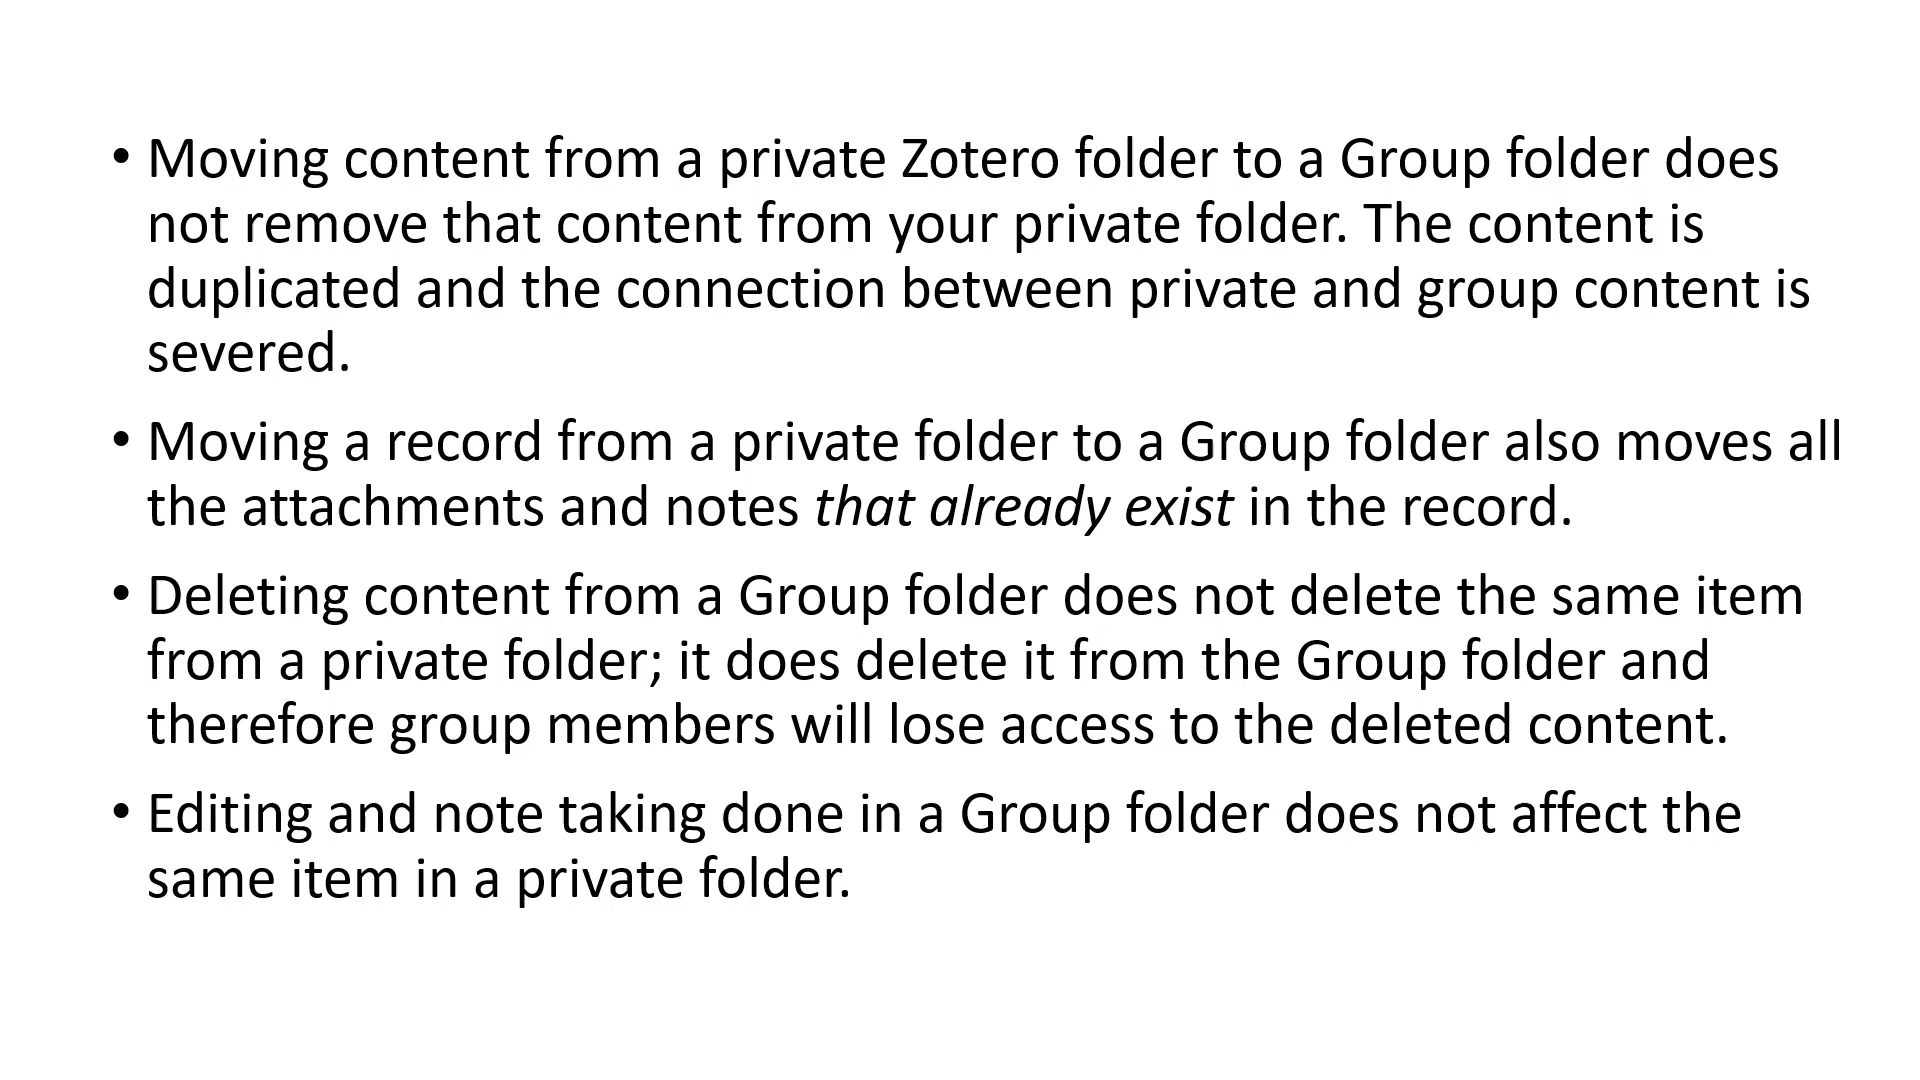 • Moving content from a private Zotero folder to a Group folder does
not remove that content from your private folder. The content is
duplicated and the connection between private and group content is
severed.
• Moving a record from a private folder to a Group folder also moves all
the attachments and notes that already exist in the record.
• Deleting content from a Group folder does not delete the same item
from a private folder; it does delete it from the Group folder and
therefore group members will lose access to the deleted content.
• Editing and note taking done in a Group folder does not affect the
same item in a private folder.